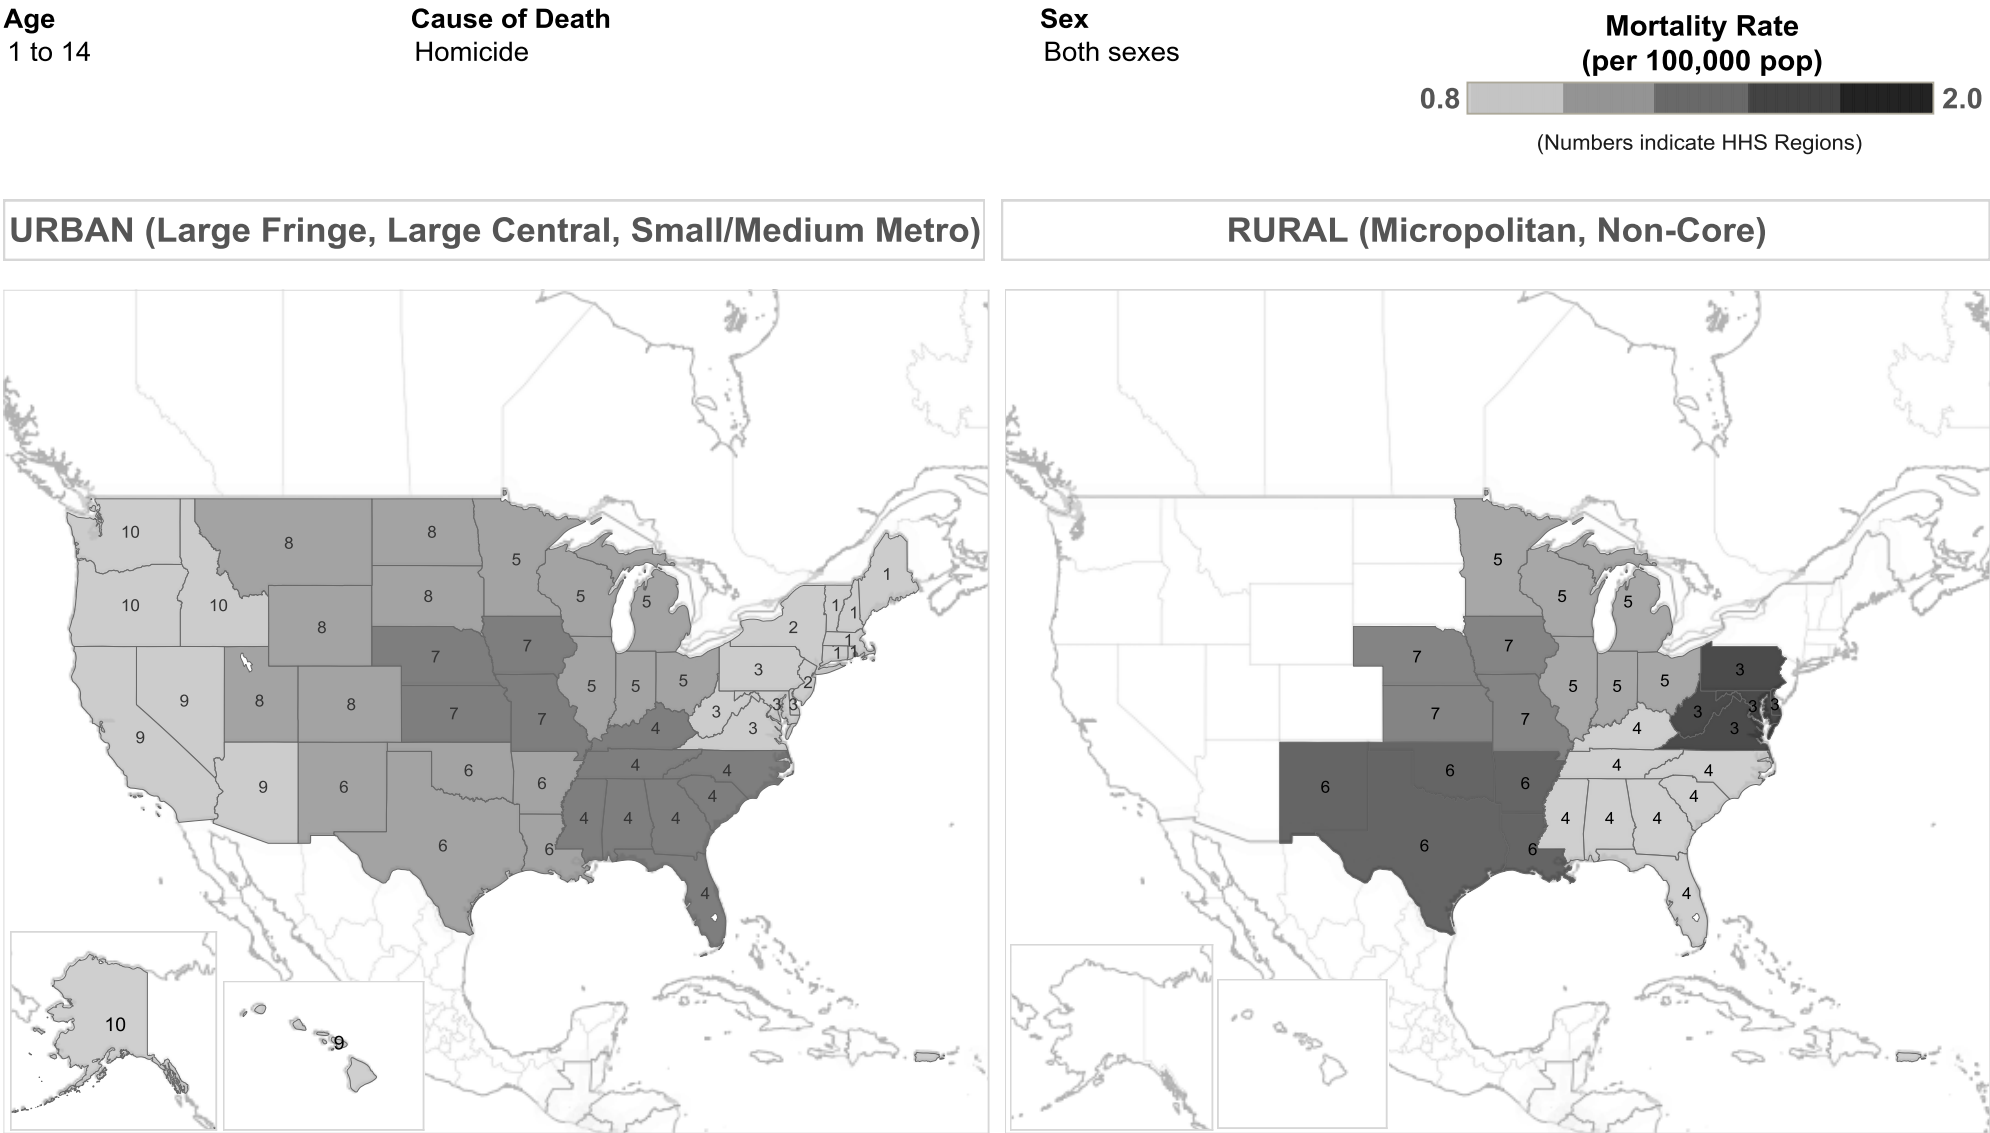 Age
1 to 14
Cause of Death
Homicide
Sex
Both sexes
Mortality Rate
(per 100,000 pop)
0.8 2.0
(Numbers indicate HHS Regions)
URBAN (Large Fringe, Large Central, Small/Medium Metro)
10 8 8 5 1
10 10 8 8 5 5 2 1 1
1 1 1
7 7 3 2
9 9 8 8 7 7 5 5 5 4 3 3 3 3
9 6 6 6 4 4 4
6 6 4 4 4
4
10
9
RURAL (Micropolitan, Non-Core)
5
5 5
7 7 3
7 7 5 5 5 4 3 3 3 3
6 6 6 4 4 4
6 6 4 4 4
4